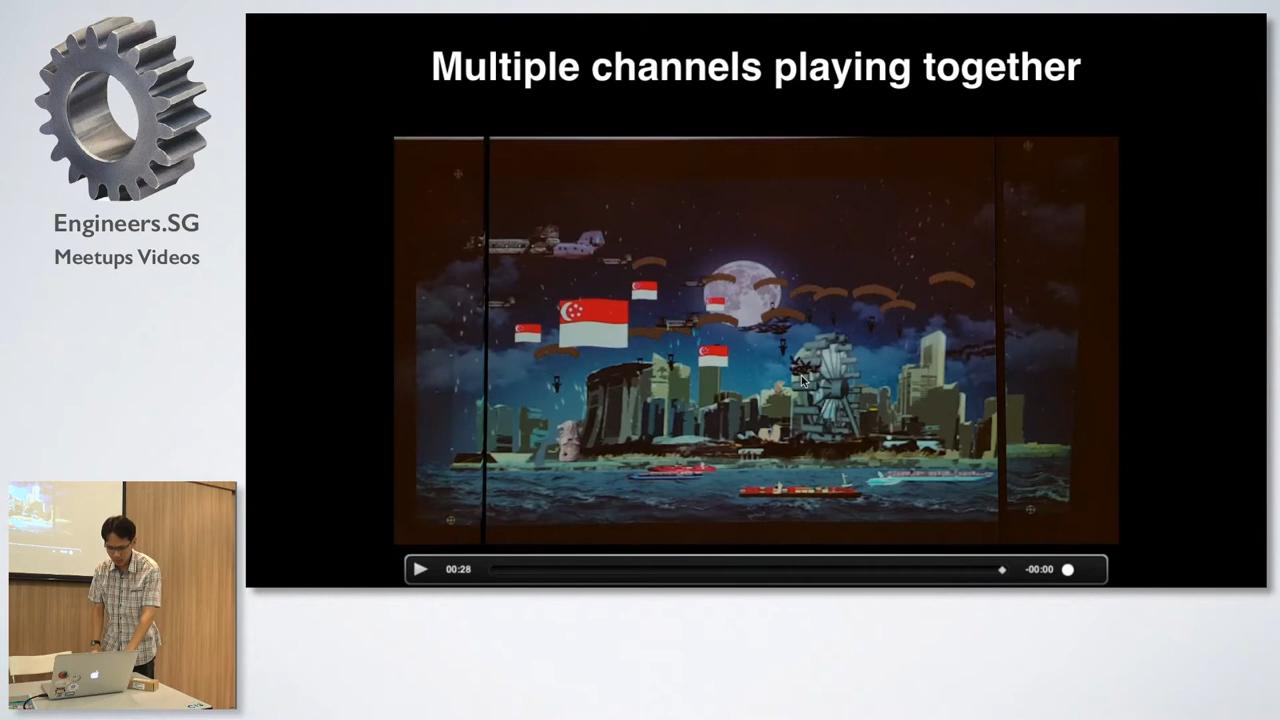 Engineers.SG
Meetups Videos
Multiple channels playing together
00:28
-00:00